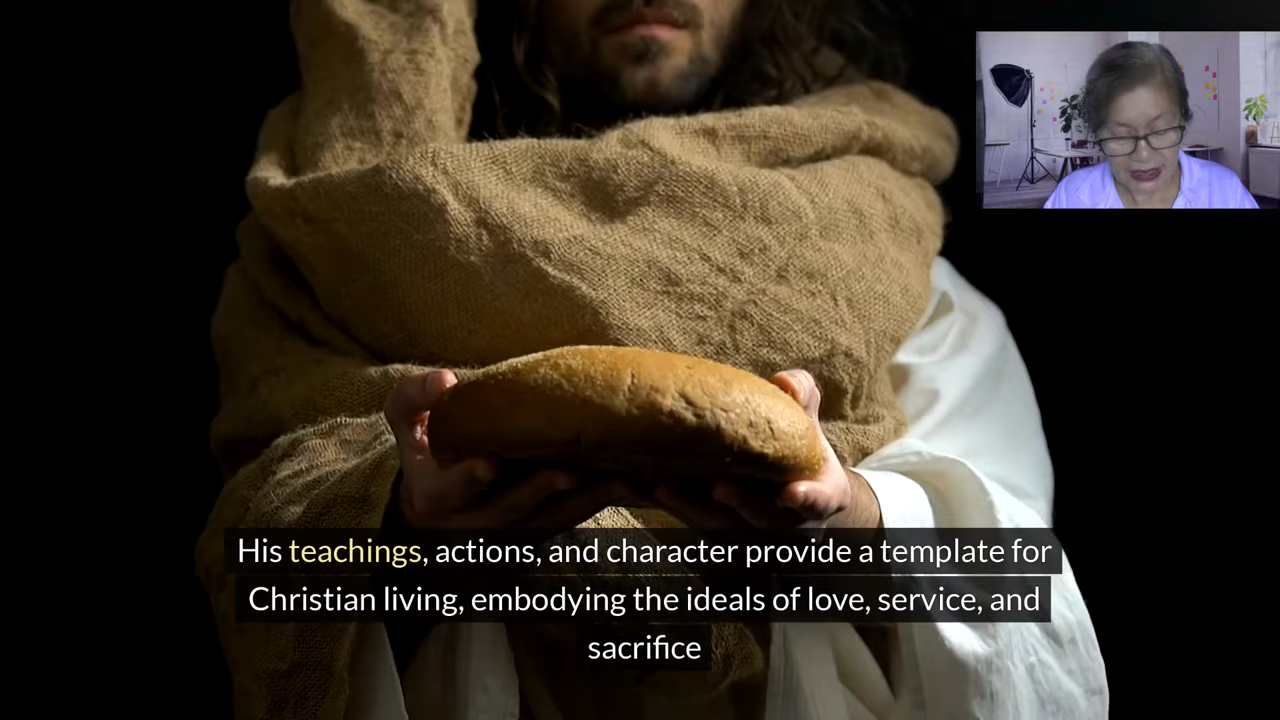 His teachings, actions, and character provide a template for
Christian living, embodying the ideals of love, service, and
sacrifice